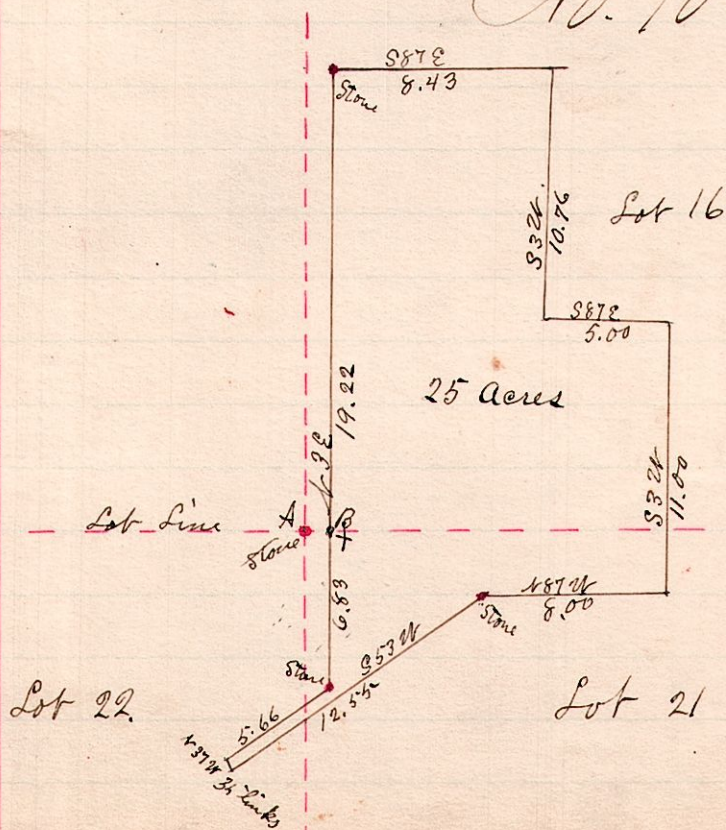 No. 10
S87E
8.43
Stone
S3W.
10.76
Lot 16
S87E
5.00
N3E
19.22
25 Acres
S3W
11.00
Lot Line
A
Stone
B
6.83
N87W
8.00
Stone
Stone
S53W
12.55
5.66
Lot 22.
Lot 21
N37W 34 links